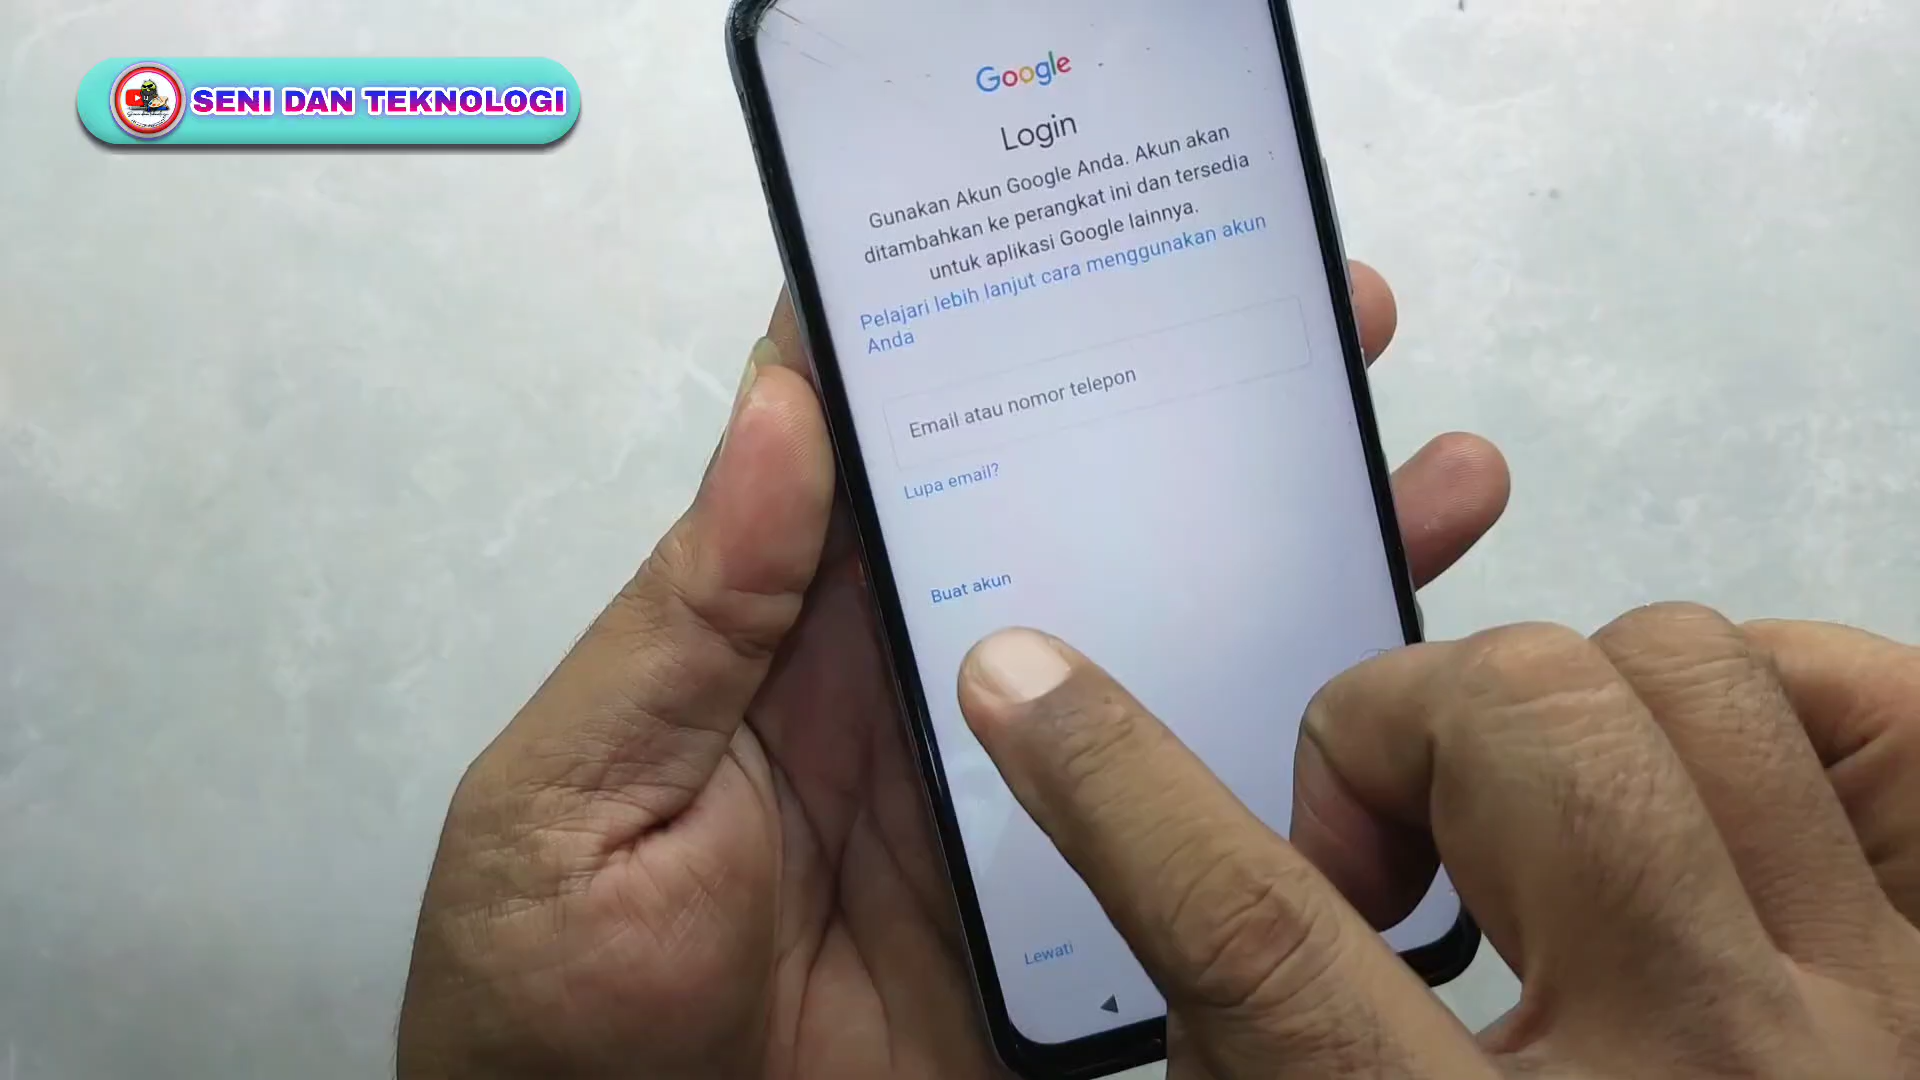 SENI DAN TEKNOLOGI
Google
Login
Gunakan Akun Google Anda. Akun akan
ditambahkan ke perangkat ini dan tersedia
untuk aplikasi Google lainnya.
Pelajari lebih lanjut cara menggunakan akun
Anda
Email atau nomor telepon
Lupa email?
Buat akun
Lewati